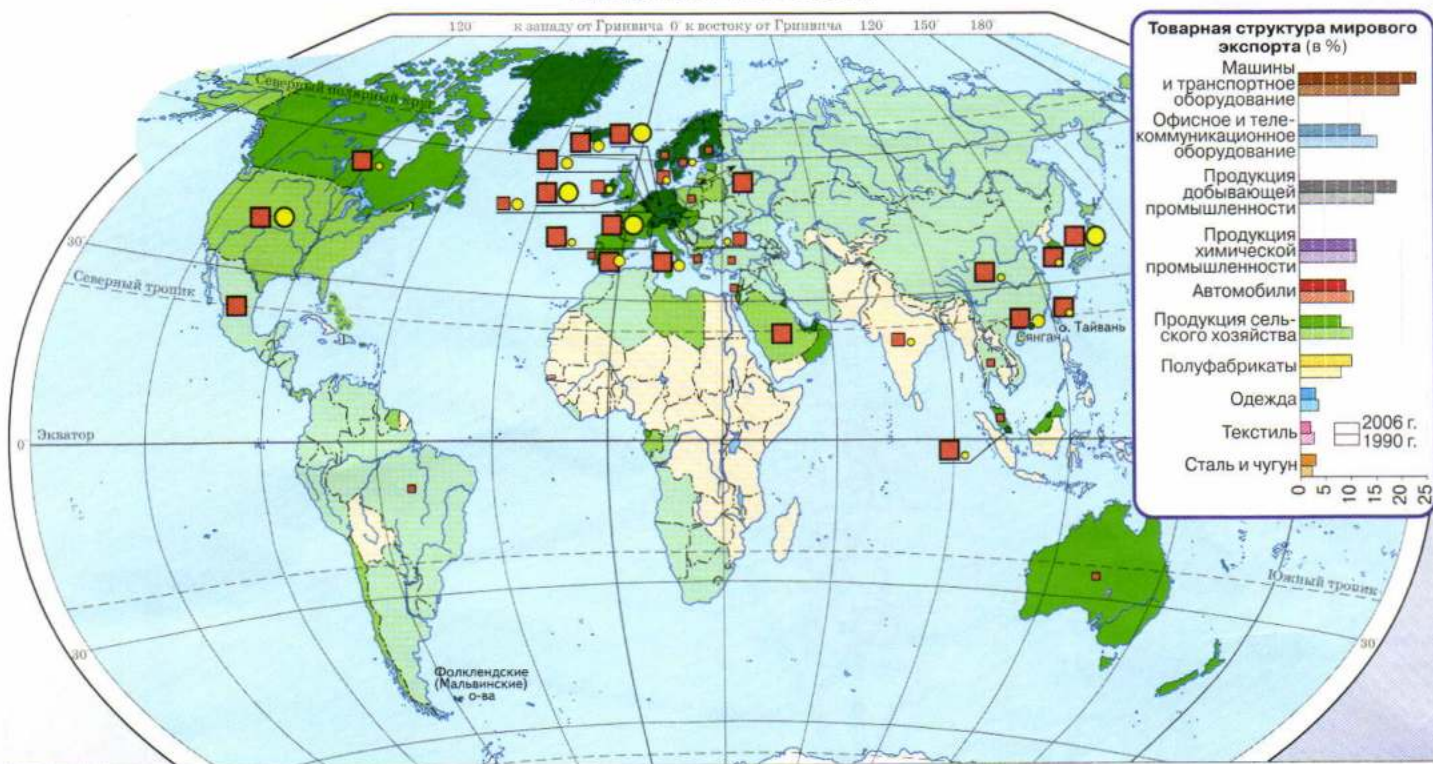 120°
к западу от Гринвича 0° к востоку от Гринвича
120 150° 180°
Северный полярный круг
30°
Северный тропик
0
Экватор
30°
Фолклендские
(Мальвинские)
о-ва
Сянган
о. Тайвань
Южный тропик
30°
Товарная структура мирового
экспорта (в %)
Машины
и транспортное
оборудование
Офисное и теле-
коммуникационное
оборудование
Продукция
добывающей
промышленности
Продукция
химической
промышленности
Автомобили
Продукция сель-
ского хозяйства
Полуфабрикаты
Одежда
Текстиль
Сталь и чугун
2006 г.
1990 г.
0 5 10 15 20 25